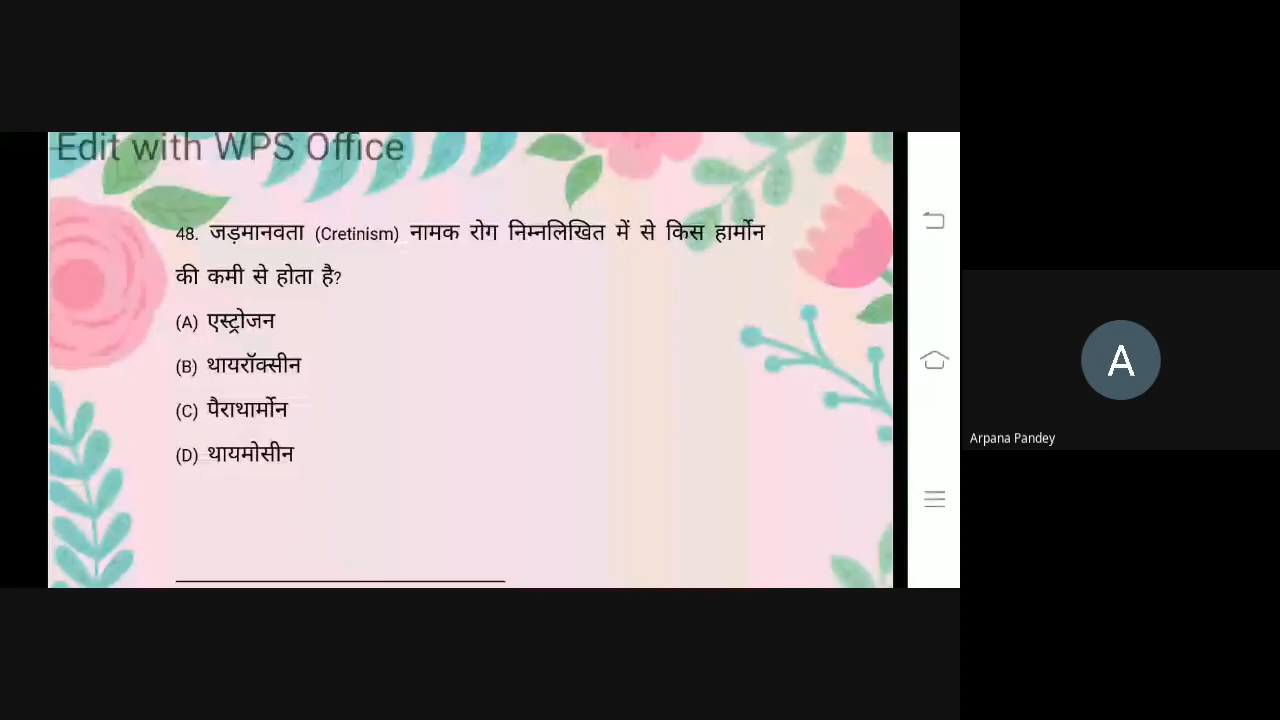 Edit with WPS Office
48. जड़मानवता (Cretinism) नामक रोग निम्नलिखित में से किस हार्मोन
की कमी से होता है?
(A) एस्ट्रोजन
(B) थायरॉक्सीन
(C) पैराथार्मोन
(D) थायमोसीन
A
Arpana Pandey